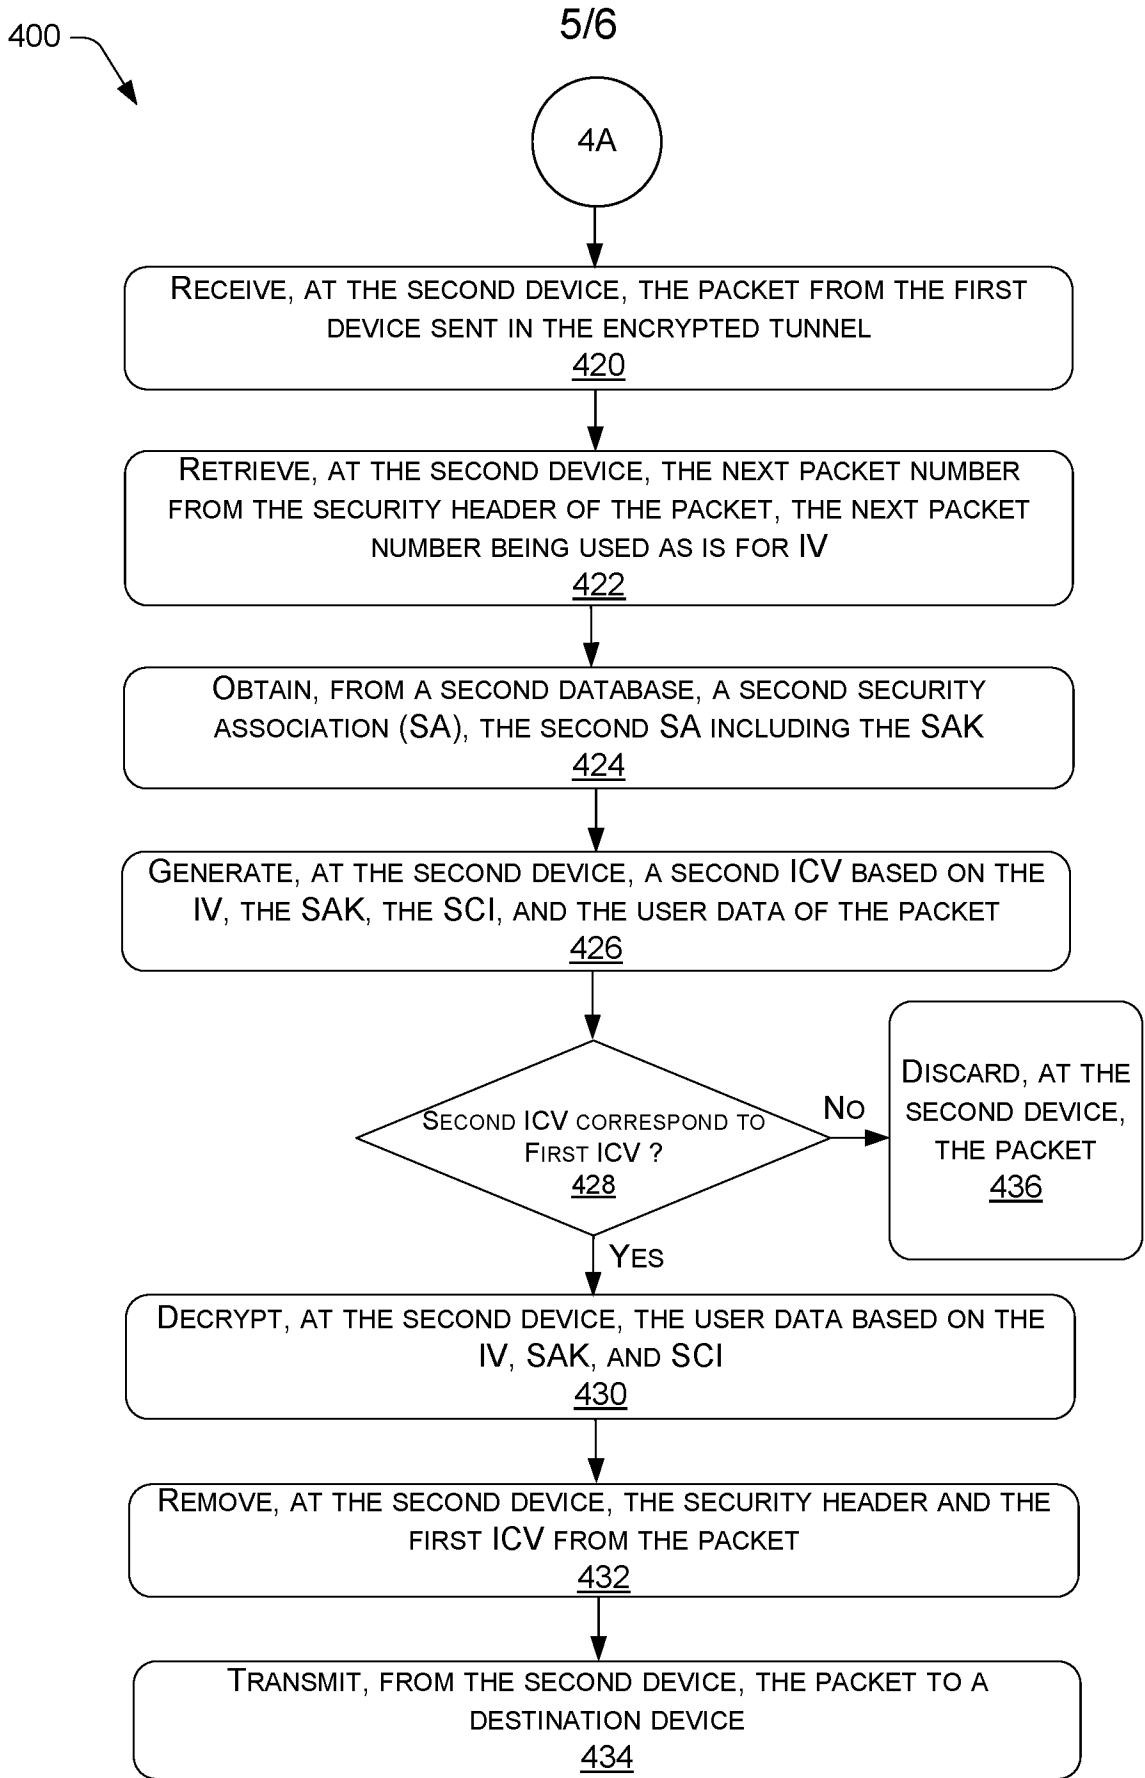 400
5/6
4A
RECEIVE, AT THE SECOND DEVICE, THE PACKET FROM THE FIRST
DEVICE SENT IN THE ENCRYPTED TUNNEL
420
RETRIEVE, AT THE SECOND DEVICE, THE NEXT PACKET NUMBER
FROM THE SECURITY HEADER OF THE PACKET, THE NEXT PACKET
NUMBER BEING USED AS IS FOR IV
422
OBTAIN, FROM A SECOND DATABASE, A SECOND SECURITY
ASSOCIATION (SA), THE SECOND SA INCLUDING THE SAK
424
GENERATE, AT THE SECOND DEVICE, A SECOND ICV BASED ON THE
IV, THE SAK, THE SCI, AND THE USER DATA OF THE PACKET
426
SECOND ICV CORRESPOND TO
FIRST ICV ?
428
NO
DISCARD, AT THE
SECOND DEVICE,
THE PACKET
436
YES
DECRYPT, AT THE SECOND DEVICE, THE USER DATA BASED ON THE
IV, SAK, AND SCI
430
REMOVE, AT THE SECOND DEVICE, THE SECURITY HEADER AND THE
FIRST ICV FROM THE PACKET
432
TRANSMIT, FROM THE SECOND DEVICE, THE PACKET TO A
DESTINATION DEVICE
434